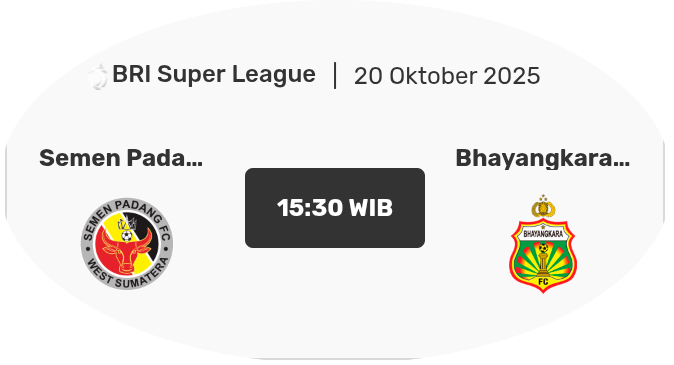 BRI Super League | 20 Oktober 2025
Semen Pada...
Bhayangkara...
15:30 WIB
SEMEN PADANG FC
WEST SUMATERA
BHAYANGKARA
FC